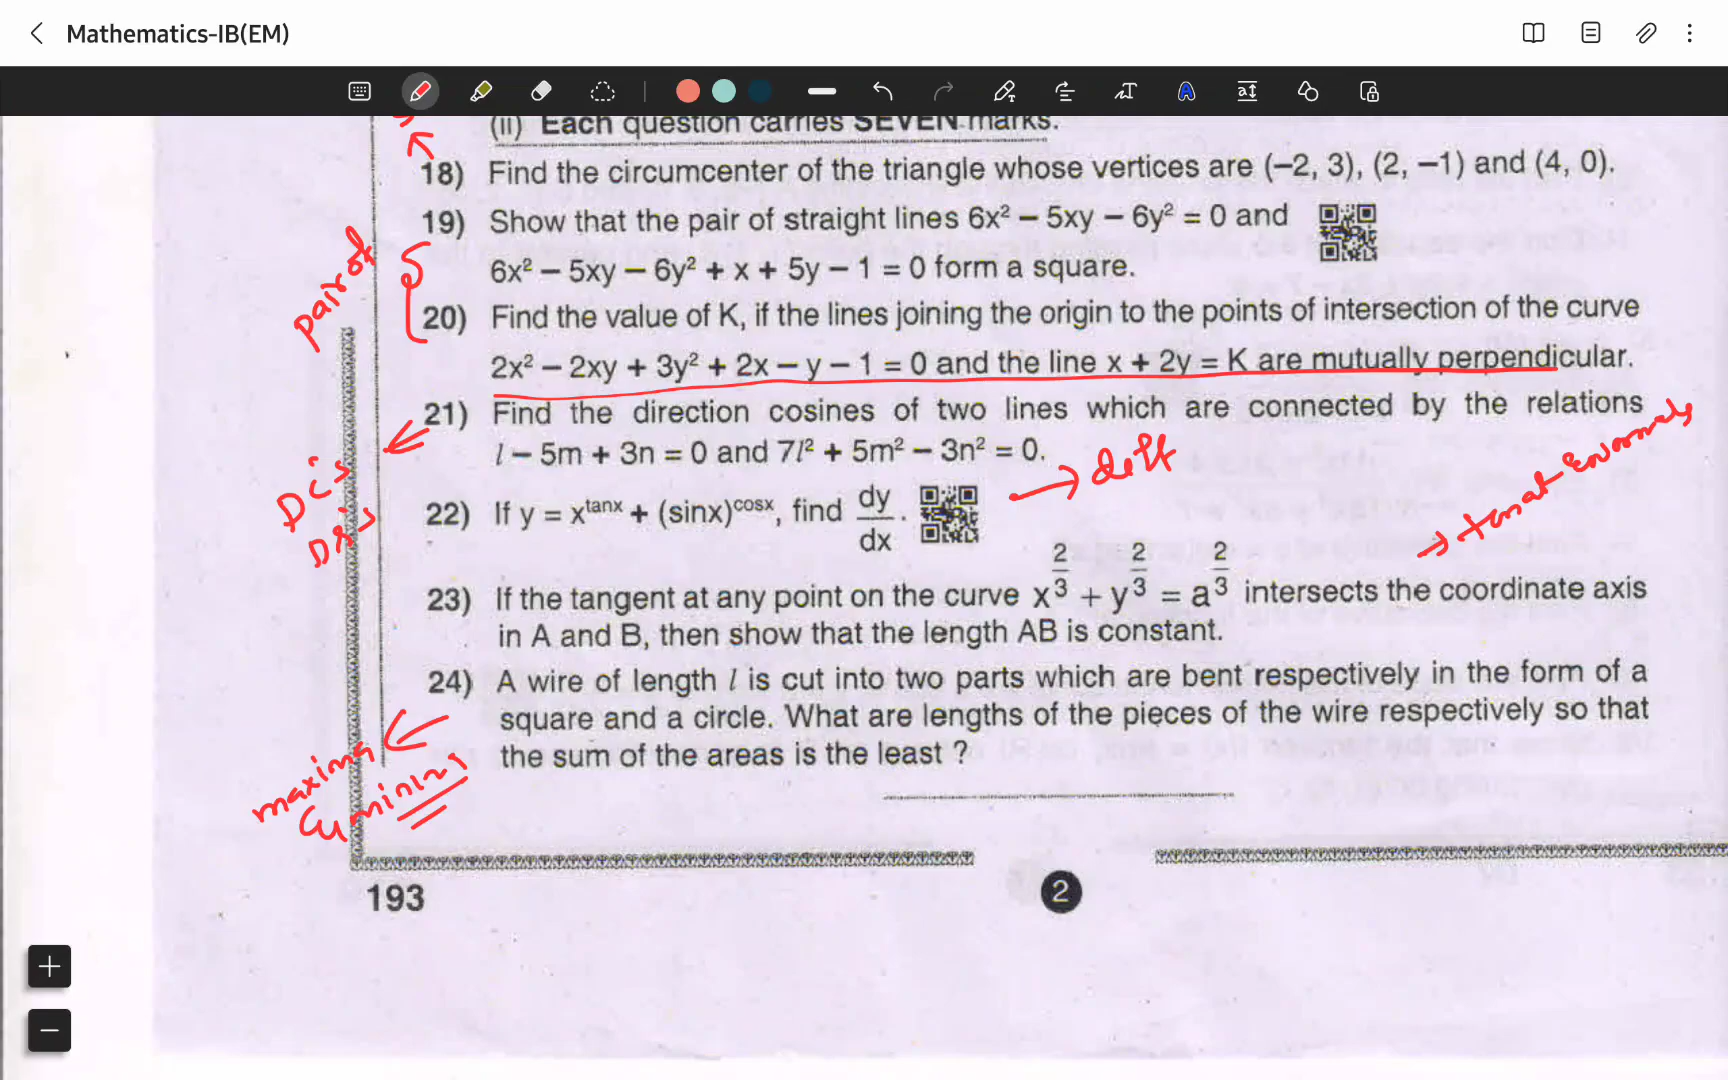 Mathematics-IB(EM)
(II) Each question carries SEVEN marks.
18) Find the circumcenter of the triangle whose vertices are (−2, 3), (2, −1) and (4, 0).
19) Show that the pair of straight lines 6x² − 5xy − 6y² = 0 and
6x² − 5xy − 6y² + x + 5y − 1 = 0 form a square.
pair of
20) Find the value of K, if the lines joining the origin to the points of intersection of the curve
2x² − 2xy + 3y² + 2x − y − 1 = 0 and the line x + 2y = K are mutually perpendicular.
21) Find the direction cosines of two lines which are connected by the relations
l − 5m + 3n = 0 and 7l² + 5m² − 3n² = 0.
Dc's
Dr's
22) If y = x^tanx + (sinx)^cosx, find dy/dx.
→ deff
→ tangat & normals
23) If the tangent at any point on the curve x^2/3 + y^2/3 = a^2/3 intersects the coordinate axis
in A and B, then show that the length AB is constant.
24) A wire of length l is cut into two parts which are bent respectively in the form of a
square and a circle. What are lengths of the pieces of the wire respectively so that
the sum of the areas is the least ?
maxima
193
2